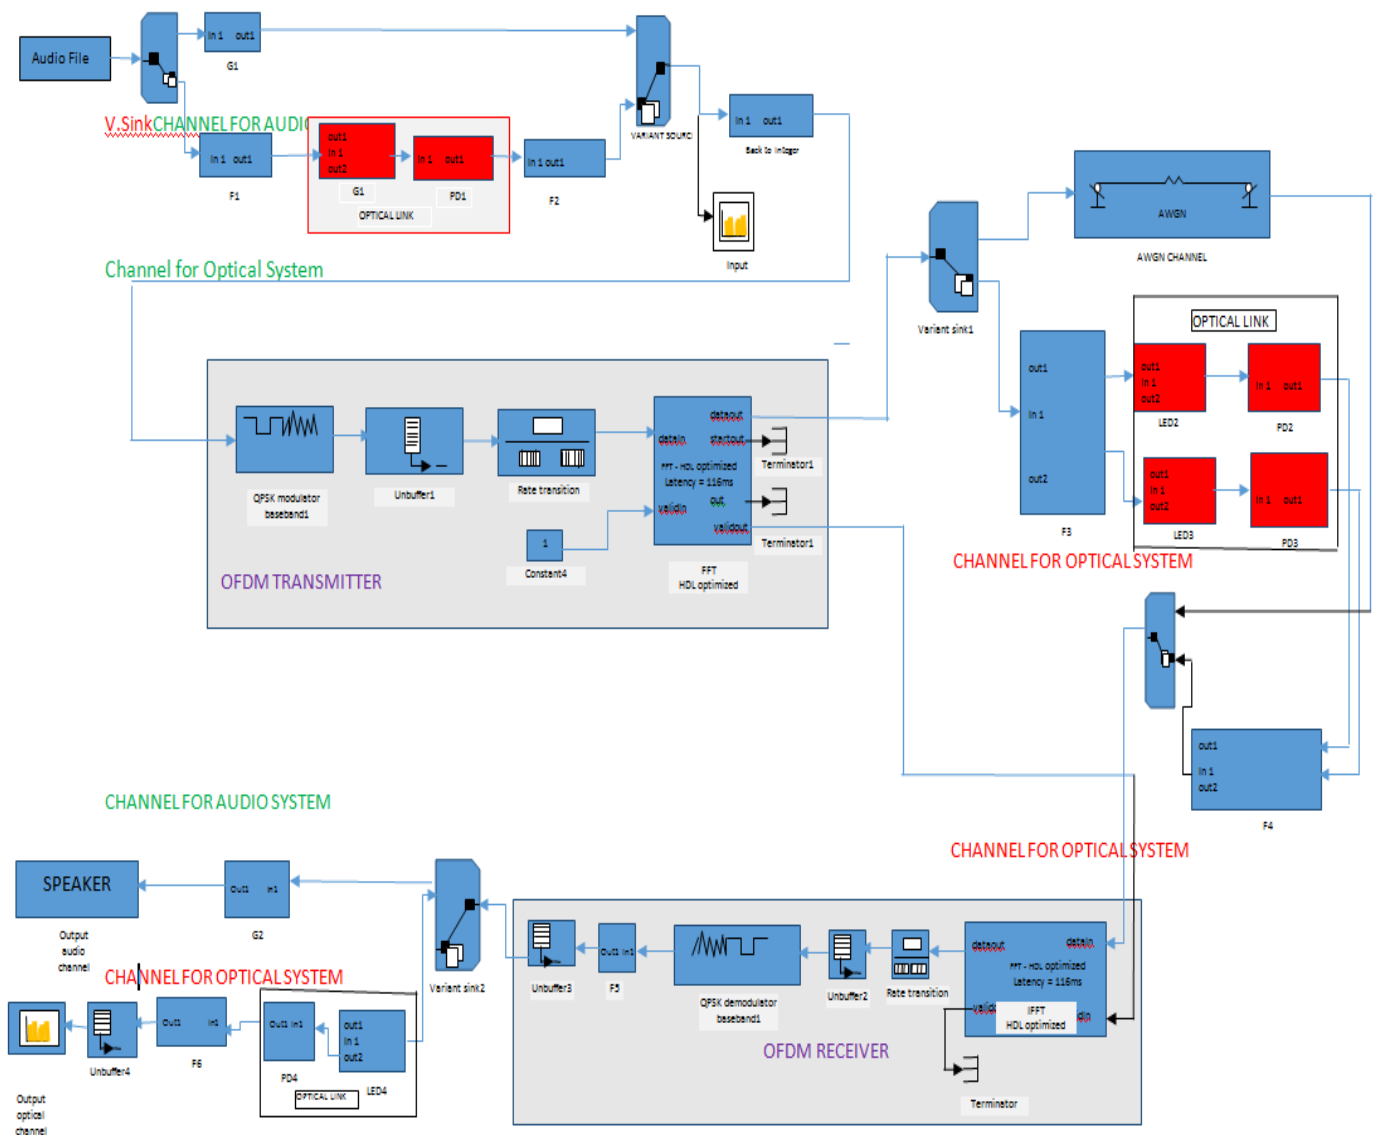 Audio File
In 1 out1
G1
V.SinkCHANNEL FOR AUDIO
In 1 out1
F1
out1
In 1
out2
G1
In 1 out1
PD1
OPTICAL LINK
In 1 out1
F2
VARIANT SOURCE
In 1 out1
Back to Integer
Input
Channel for Optical System
AWGN
AWGN CHANNEL
Variant sink1
OPTICAL LINK
out1
In 1
out2
F3
out1
In 1
out2
LED2
In 1 out1
PD2
out1
In 1
out2
LED3
In 1 out1
PD3
CHANNEL FOR OPTICAL SYSTEM
QPSK modulator
baseband1
Unbuffer1
Rate transition
1
Constant4
dataout
datain
startout
FFT - HDL optimized
Latency = 116ms
out
validin
validout
FFT
HDL optimized
Terminator1
Terminator1
OFDM TRANSMITTER
out1
In 1
out2
F4
CHANNEL FOR AUDIO SYSTEM
CHANNEL FOR OPTICAL SYSTEM
SPEAKER
Output
audio
channel
Out1 In1
G2
Variant sink2
Unbuffer3
Out1 In1
F5
QPSK demodulator
baseband1
Unbuffer2
Rate transition
dataout
datain
FFT - HDL optimized
Latency = 116ms
IFFT
HDL optimized
Terminator
OFDM RECEIVER
CHANNEL FOR OPTICAL SYSTEM
Output
optical
channel
Unbuffer4
Out1 In1
F6
Out1 In1
PD4
out1
In 1
out2
LED4
OPTICAL LINK